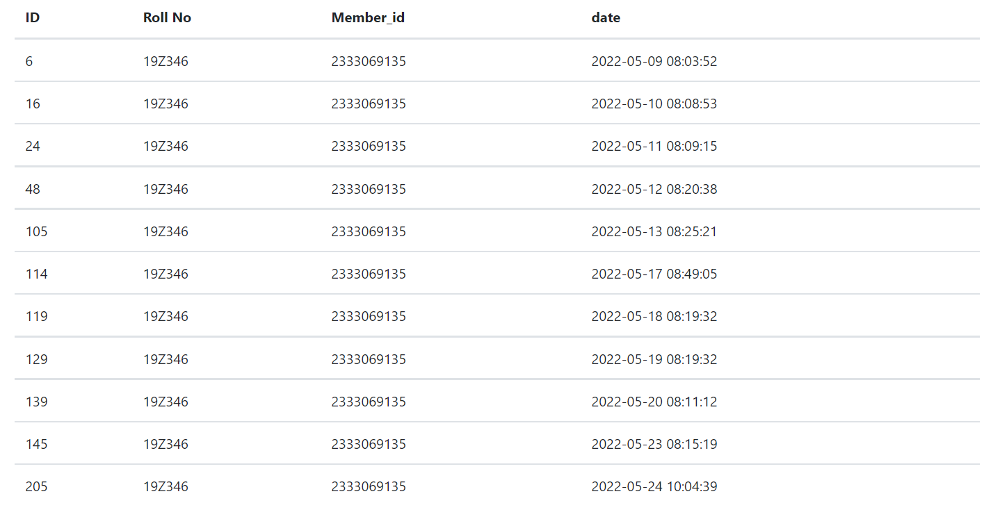 ID Roll No Member_id date
6 19Z346 2333069135 2022-05-09 08:03:52
16 19Z346 2333069135 2022-05-10 08:08:53
24 19Z346 2333069135 2022-05-11 08:09:15
48 19Z346 2333069135 2022-05-12 08:20:38
105 19Z346 2333069135 2022-05-13 08:25:21
114 19Z346 2333069135 2022-05-17 08:49:05
119 19Z346 2333069135 2022-05-18 08:19:32
129 19Z346 2333069135 2022-05-19 08:19:32
139 19Z346 2333069135 2022-05-20 08:11:12
145 19Z346 2333069135 2022-05-23 08:15:19
205 19Z346 2333069135 2022-05-24 10:04:39